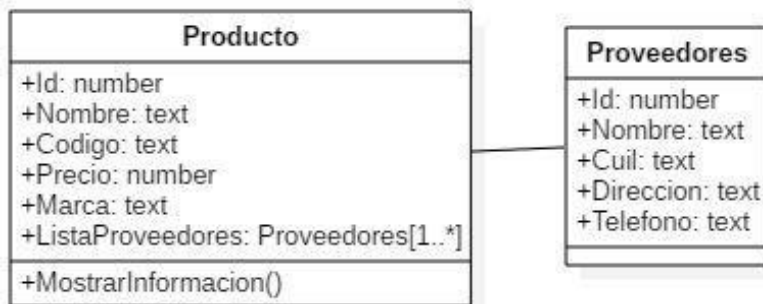 Producto
+Id: number
+Nombre: text
+Codigo: text
+Precio: number
+Marca: text
+ListaProveedores: Proveedores[1..*]
+MostrarInformacion()
Proveedores
+Id: number
+Nombre: text
+Cuil: text
+Direccion: text
+Telefono: text